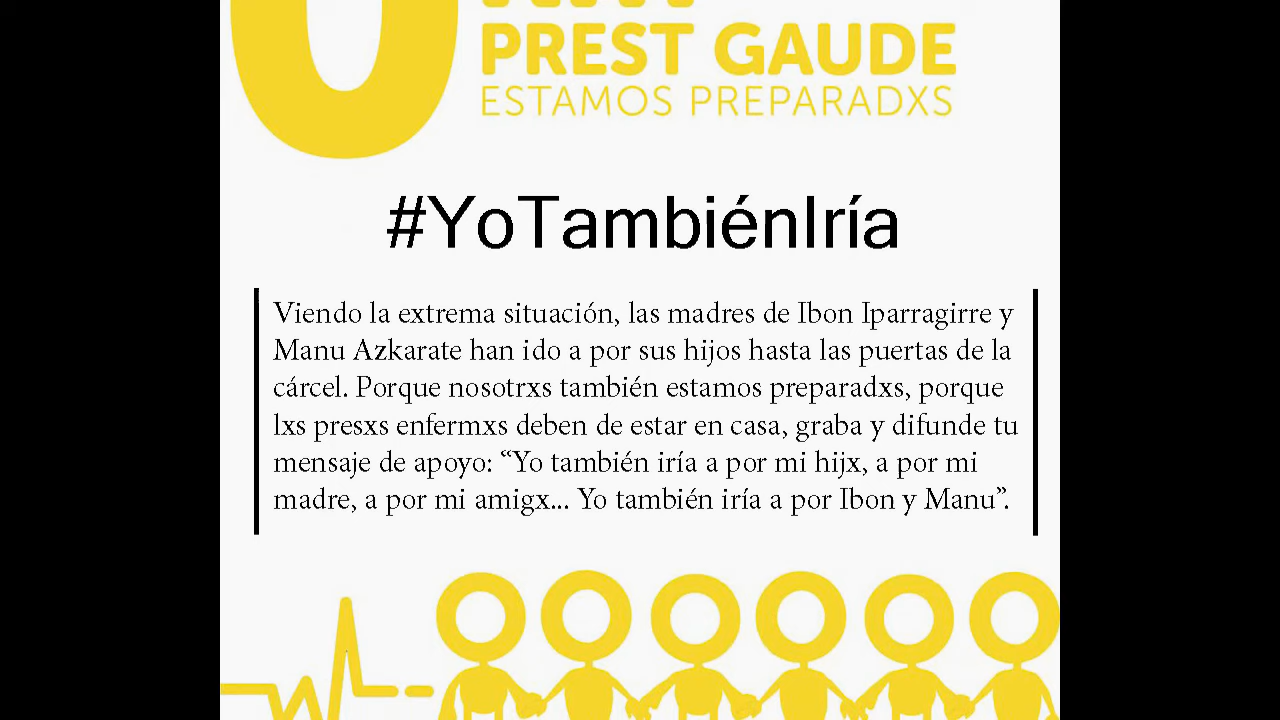 PREST GAUDE
ESTAMOS PREPARADXS
#YoTambiénIría
Viendo la extrema situación, las madres de Ibon Iparragirre y
Manu Azkarate han ido a por sus hijos hasta las puertas de la
cárcel. Porque nosotrxs también estamos preparadxs, porque
lxs presxs enfermxs deben de estar en casa, graba y difunde tu
mensaje de apoyo: “Yo también iría a por mi hijx, a por mi
madre, a por mi amigx... Yo también iría a por Ibon y Manu”.